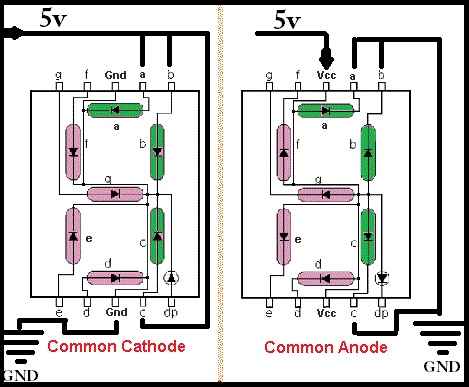 5v
g f Gnd a b
a
f
b
g
e
c
d
e d Gnd c dp
GND
Common Cathode
5v
g f Vcc a b
a
f
b
g
e
c
d
e d Vcc c dp
Common Anode
GND